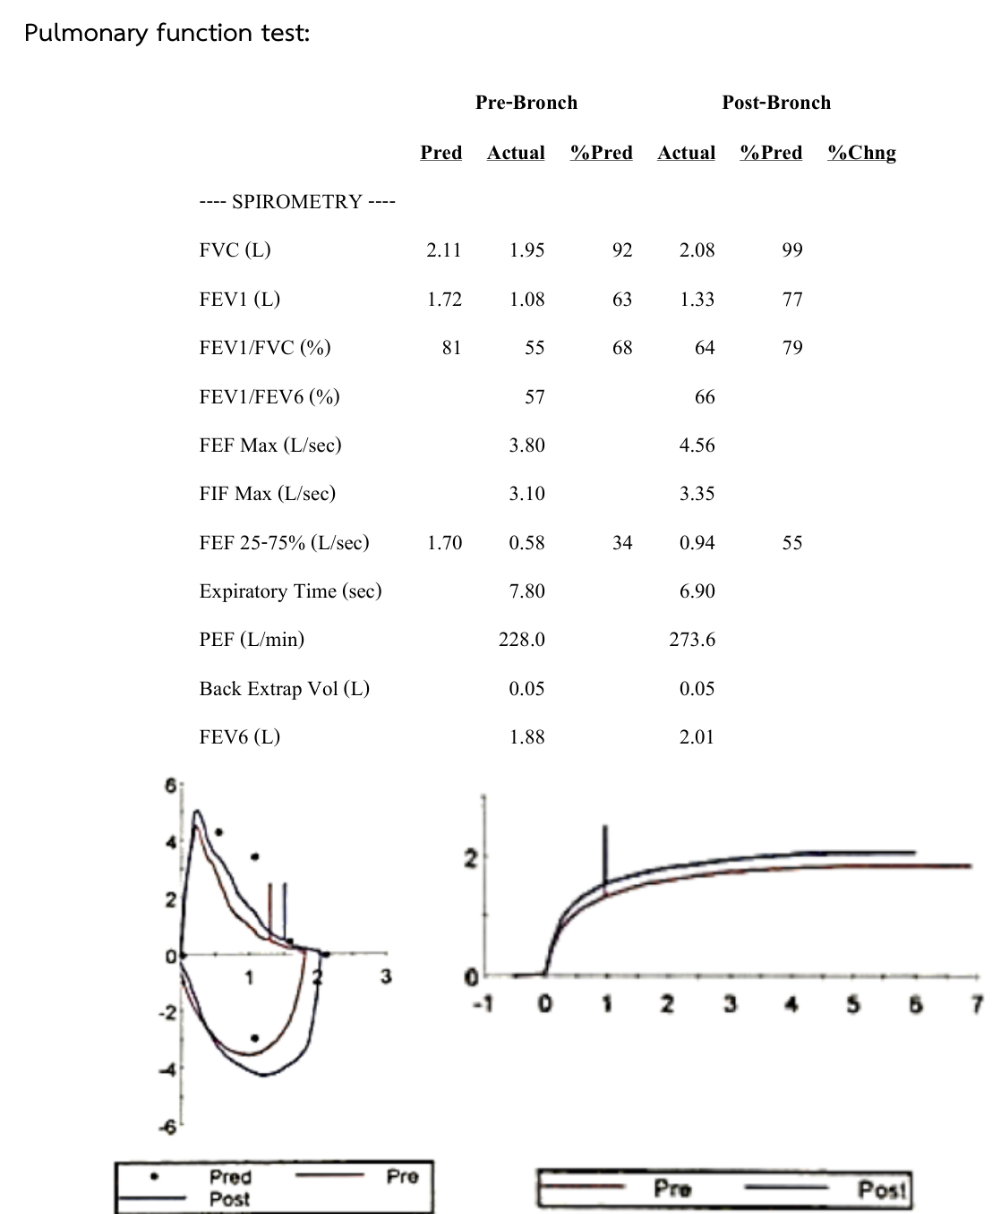 Pulmonary function test:
Pre-Bronch Post-Bronch
Pred Actual %Pred Actual %Pred %Chng
---- SPIROMETRY ----
FVC (L) 2.11 1.95 92 2.08 99
FEV1 (L) 1.72 1.08 63 1.33 77
FEV1/FVC (%) 81 55 68 64 79
FEV1/FEV6 (%) 57 66
FEF Max (L/sec) 3.80 4.56
FIF Max (L/sec) 3.10 3.35
FEF 25-75% (L/sec) 1.70 0.58 34 0.94 55
Expiratory Time (sec) 7.80 6.90
PEF (L/min) 228.0 273.6
Back Extrap Vol (L) 0.05 0.05
FEV6 (L) 1.88 2.01
6
4
2
0
1 2 3
-2
-4
-6
Pred Pre
Post
2
0
-1 0 1 2 3 4 5 6 7
Pre Post